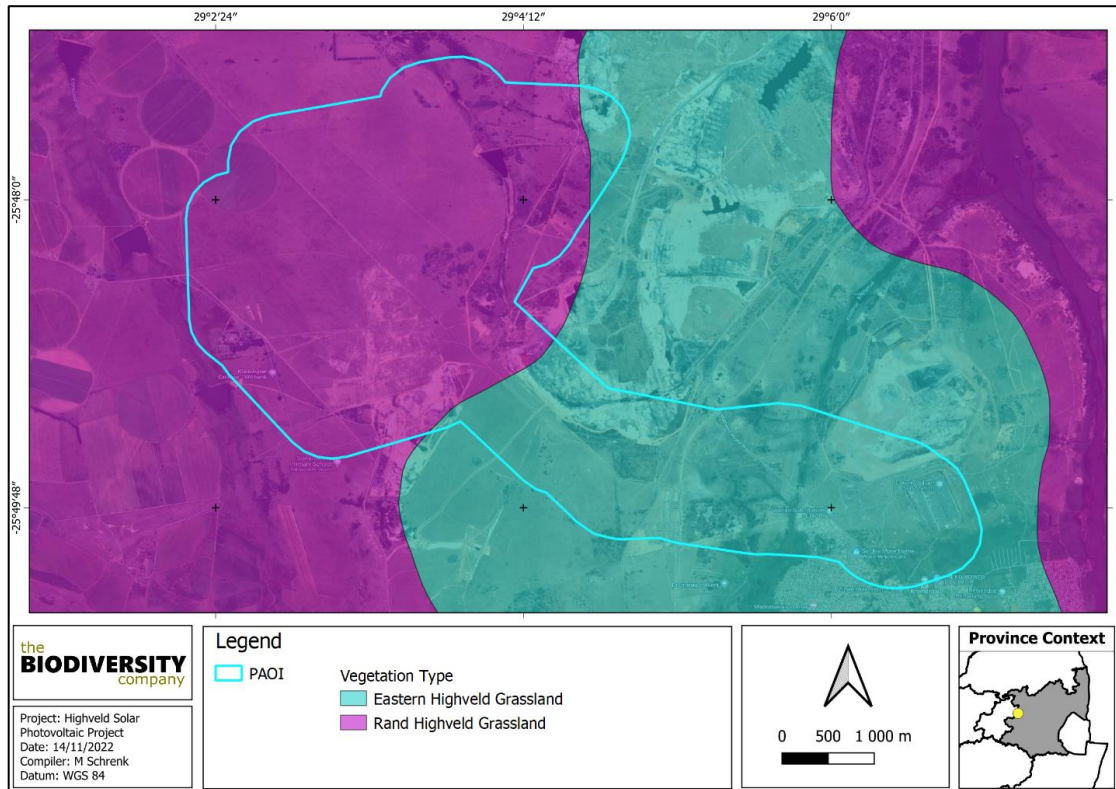 29°2'24" 29°4'12" 29°6'0"
-25°48'0"
-25°49'48"
the
BIODIVERSITY
company
Project: Highveld Solar
Photovoltaic Project
Date: 14/11/2022
Compiler: M Schrenk
Datum: WGS 84
Legend
PAOI
Vegetation Type
Eastern Highveld Grassland
Rand Highveld Grassland
0 500 1 000 m
Province Context